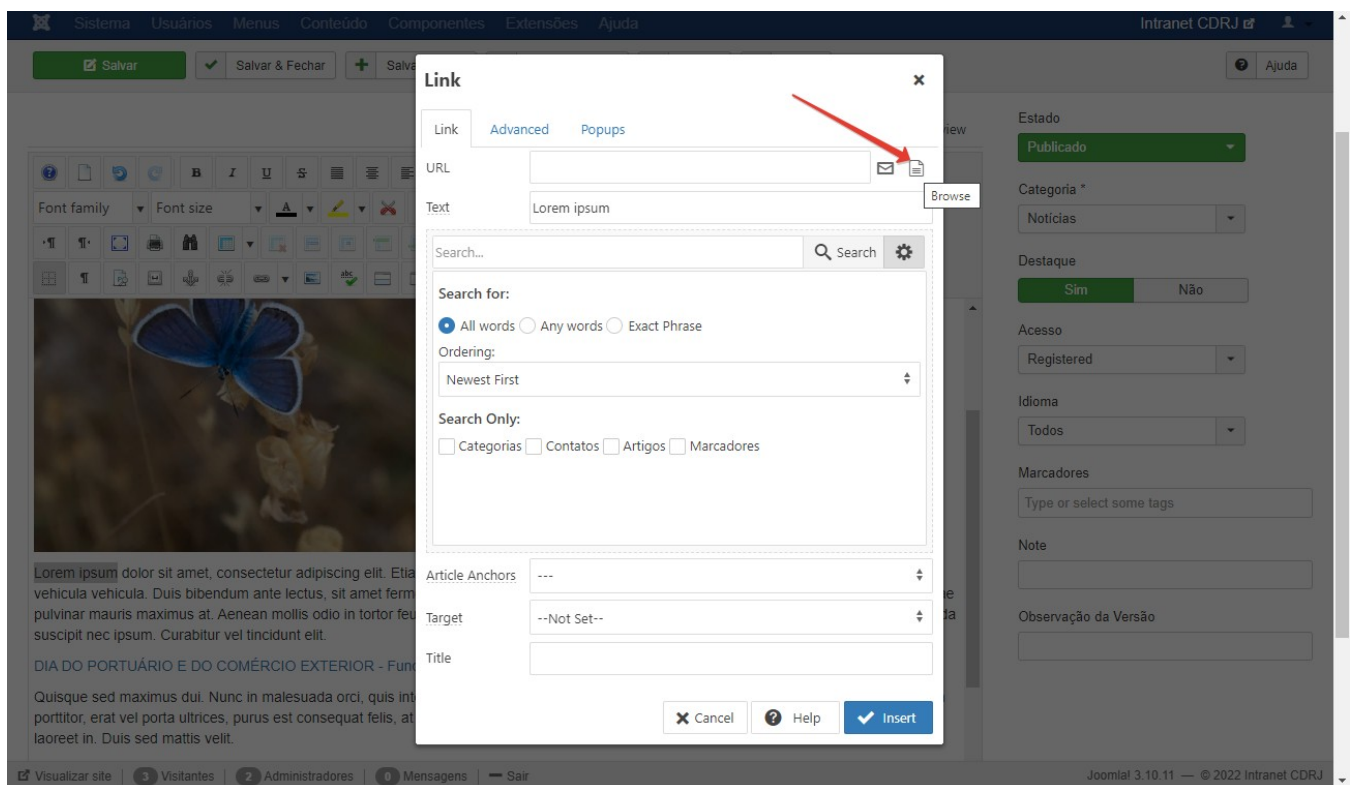 Sistema Usuários Menus Conteúdo Componentes Extensões Ajuda Intranet CDRJ
Salvar Salvar & Fechar Salva Ajuda
Link
Link Advanced Popups
URL
Browse
Text Lorem ipsum
Search... Search
Search for:
All words Any words Exact Phrase
Ordering:
Newest First
Search Only:
Categorias Contatos Artigos Marcadores
Article Anchors ---
Target --Not Set--
Title
Cancel Help Insert
iew
Font family Font size
B I U S
A
abc
Lorem ipsum dolor sit amet, consectetur adipiscing elit. Etia
vehicula vehicula. Duis bibendum ante lectus, sit amet ferm
pulvinar mauris maximus at. Aenean mollis odio in tortor feu
suscipit nec ipsum. Curabitur vel tincidunt elit.
DIA DO PORTUÁRIO E DO COMÉRCIO EXTERIOR - Fun
Quisque sed maximus dui. Nunc in malesuada orci, quis int
porttitor, erat vel porta ultrices, purus est consequat felis, at
laoreet in. Duis sed mattis velit.
Estado
Publicado
Categoria *
Notícias
Destaque
Sim Não
Acesso
Registered
Idioma
Todos
Marcadores
Type or select some tags
Note
Observação da Versão
Visualizar site 3 Visitantes 2 Administradores 0 Mensagens Sair Joomla! 3.10.11 — © 2022 Intranet CDRJ